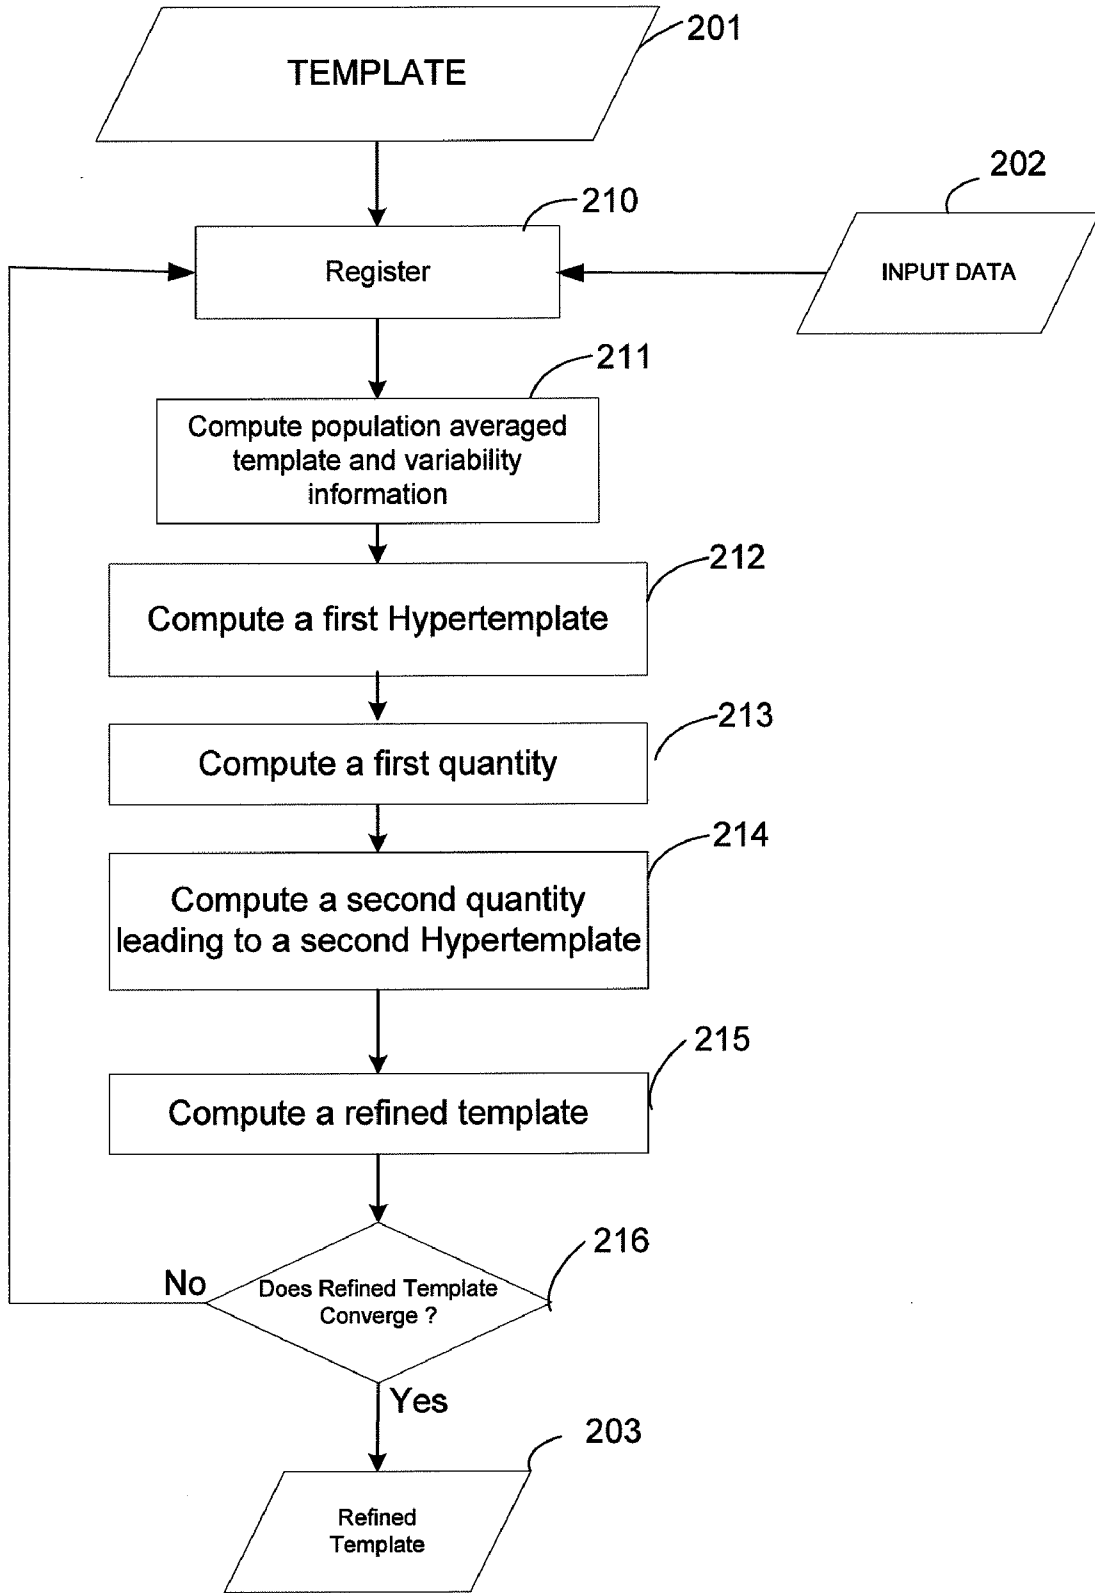 201
TEMPLATE
202
210
Register
INPUT DATA
211
Compute population averaged
template and variability
information
212
Compute a first Hypertemplate
213
Compute a first quantity
214
Compute a second quantity
leading to a second Hypertemplate
215
Compute a refined template
216
No
Does Refined Template
Converge ?
Yes
203
Refined
Template